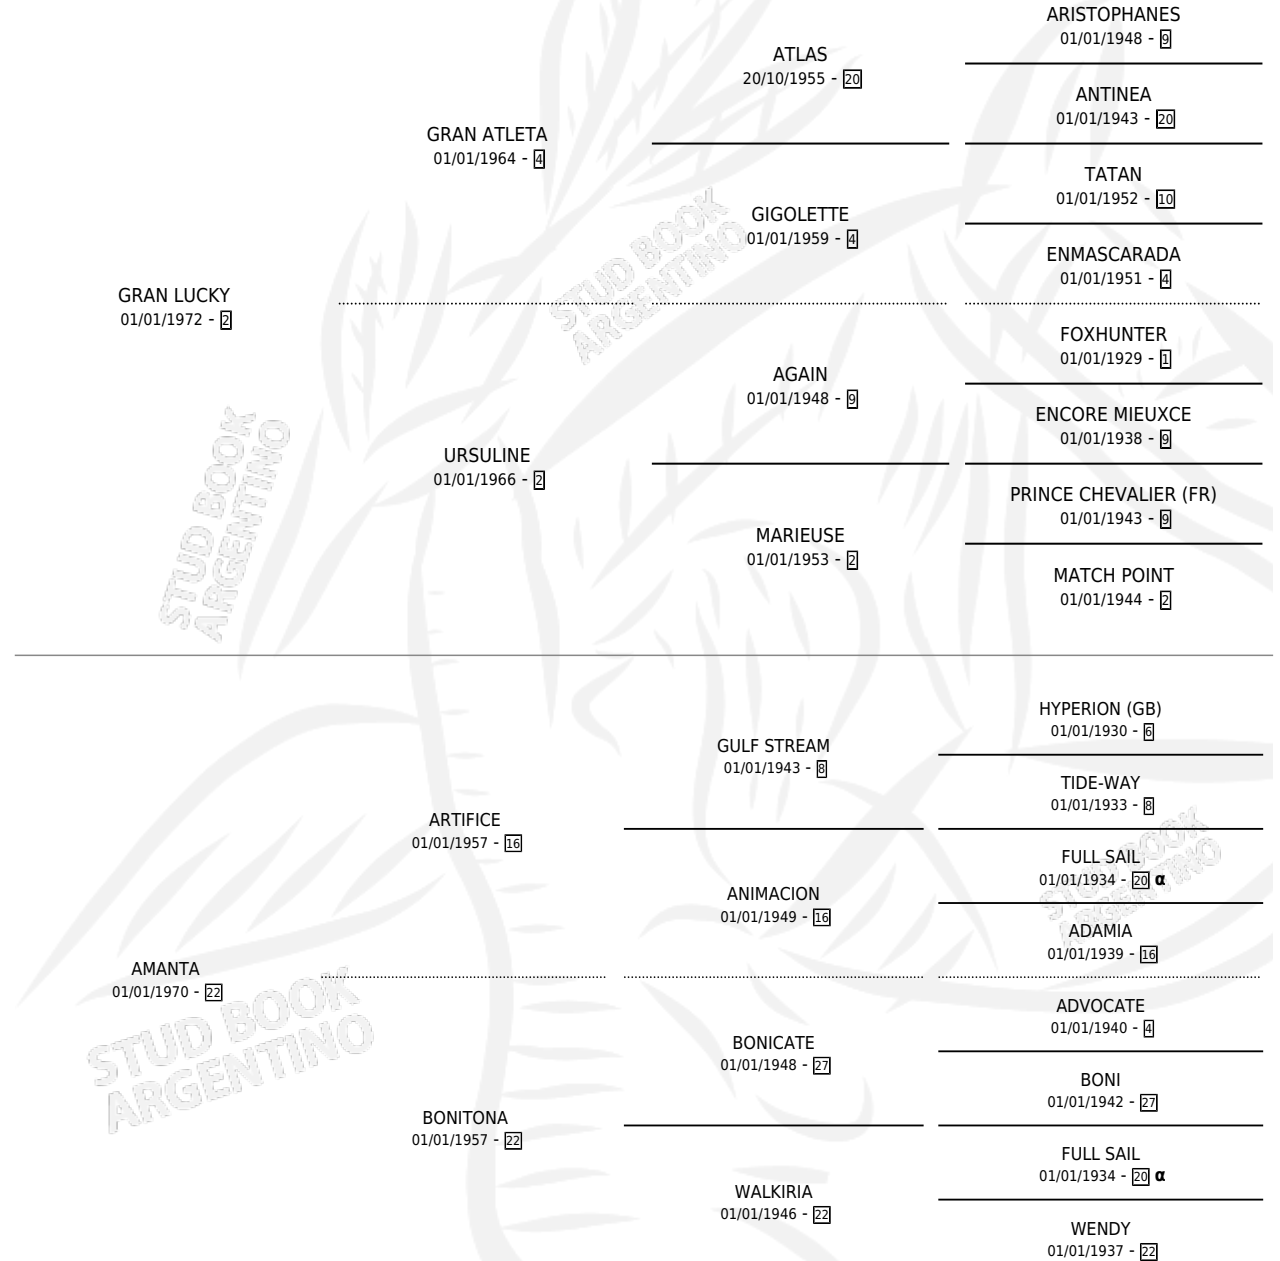 ARISTOPHANES
01/01/1948 - 9
ATLAS
20/10/1955 - 20
ANTINEA
01/01/1943 - 20
GRAN ATLETA
01/01/1964 - 4
TATAN
01/01/1952 - 10
GIGOLETTE
01/01/1959 - 4
ENMASCARADA
01/01/1951 - 4
GRAN LUCKY
01/01/1972 - 2
FOXHUNTER
01/01/1929 - 1
AGAIN
01/01/1948 - 9
ENCORE MIEUXCE
01/01/1938 - 9
URSULINE
01/01/1966 - 2
PRINCE CHEVALIER (FR)
01/01/1943 - 9
MARIEUSE
01/01/1953 - 2
MATCH POINT
01/01/1944 - 2
HYPERION (GB)
01/01/1930 - 6
GULF STREAM
01/01/1943 - 8
TIDE-WAY
01/01/1933 - 8
ARTIFICE
01/01/1957 - 16
FULL SAIL
01/01/1934 - 20 α
ANIMACION
01/01/1949 - 16
ADAMIA
01/01/1939 - 16
AMANTA
01/01/1970 - 22
ADVOCATE
01/01/1940 - 4
BONICATE
01/01/1948 - 27
BONI
01/01/1942 - 27
BONITONA
01/01/1957 - 22
FULL SAIL
01/01/1934 - 20 α
WALKIRIA
01/01/1946 - 22
WENDY
01/01/1937 - 22
STUD BOOK
ARGENTINO
STUD BOOK
ARGENTINO
STUD BOOK
ARGENTINO
STUD BOOK
ARGENTINO